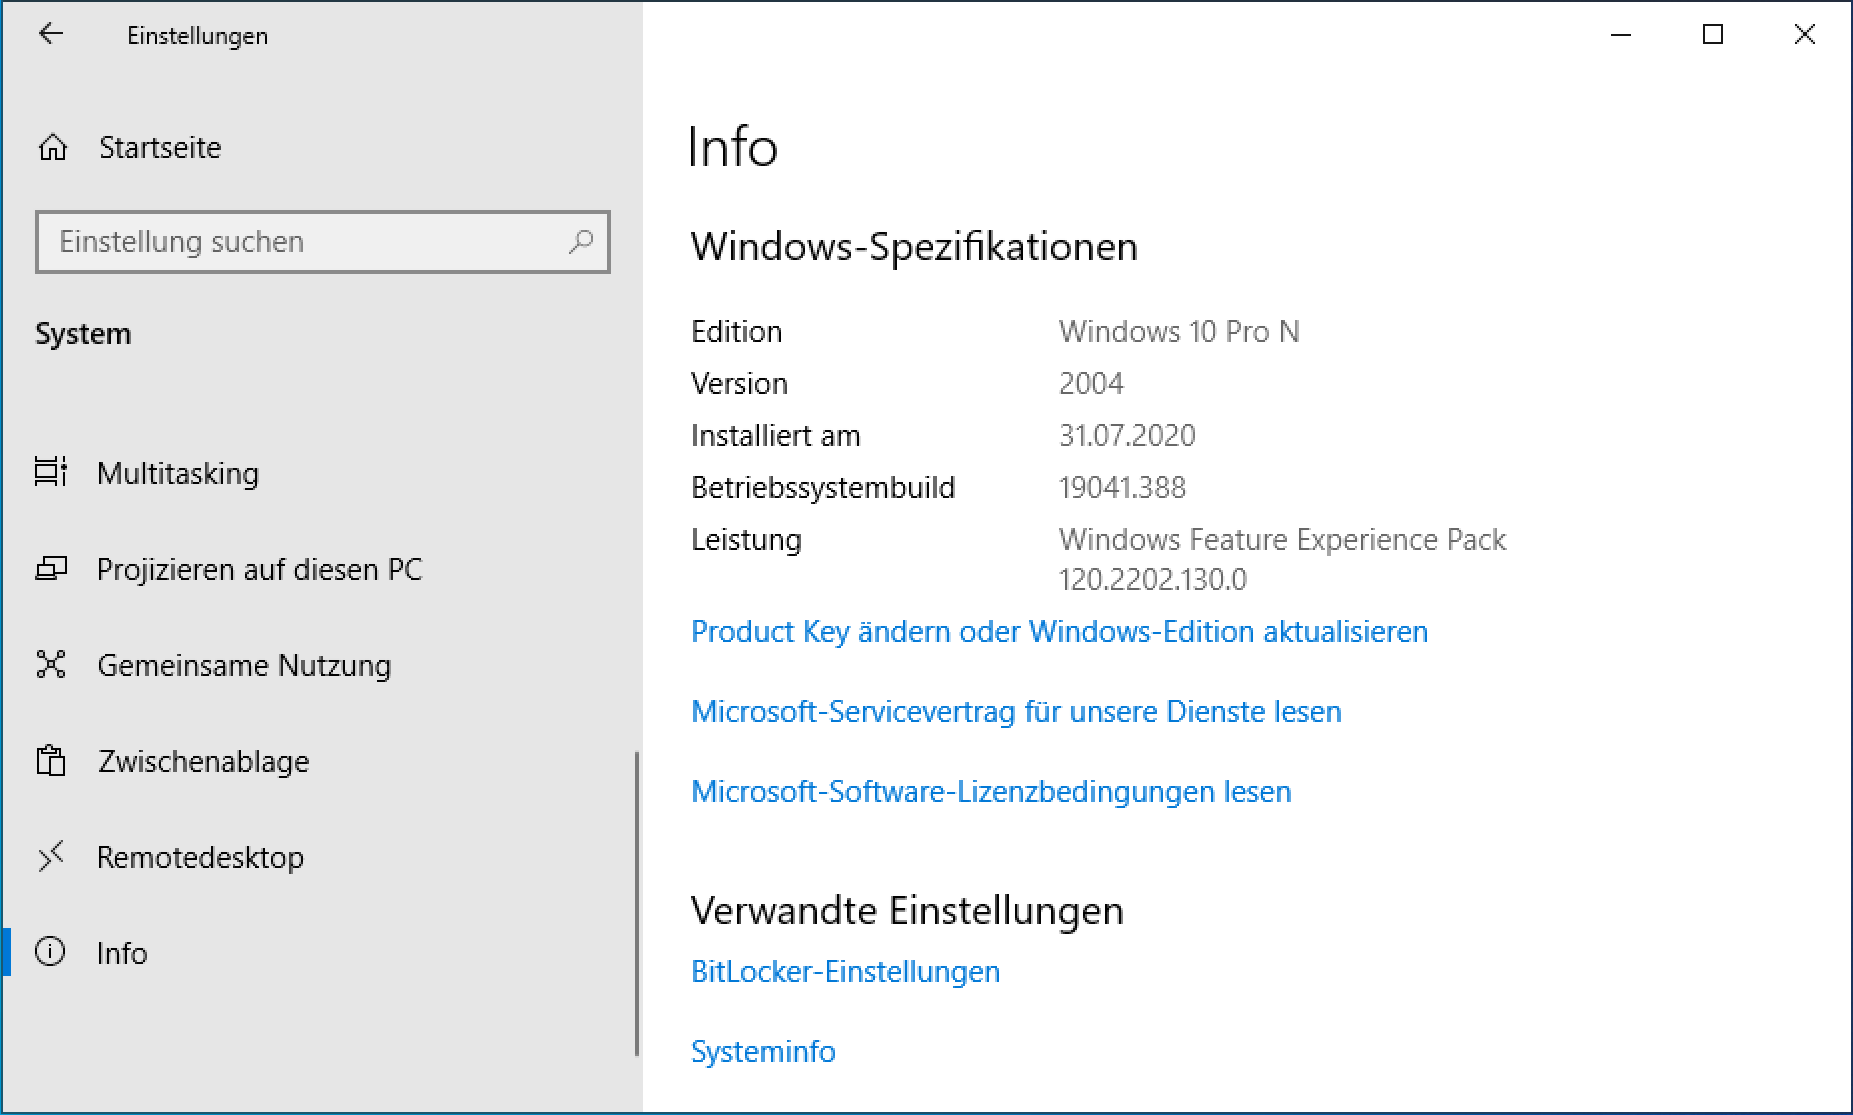 Einstellungen
Startseite
Einstellung suchen
System
Multitasking
Projizieren auf diesen PC
Gemeinsame Nutzung
Zwischenablage
Remotedesktop
Info
Info
Windows-Spezifikationen
Edition Windows 10 Pro N
Version 2004
Installiert am 31.07.2020
Betriebssystembuild 19041.388
Leistung Windows Feature Experience Pack
120.2202.130.0
Product Key ändern oder Windows-Edition aktualisieren
Microsoft-Servicevertrag für unsere Dienste lesen
Microsoft-Software-Lizenzbedingungen lesen
Verwandte Einstellungen
BitLocker-Einstellungen
Systeminfo